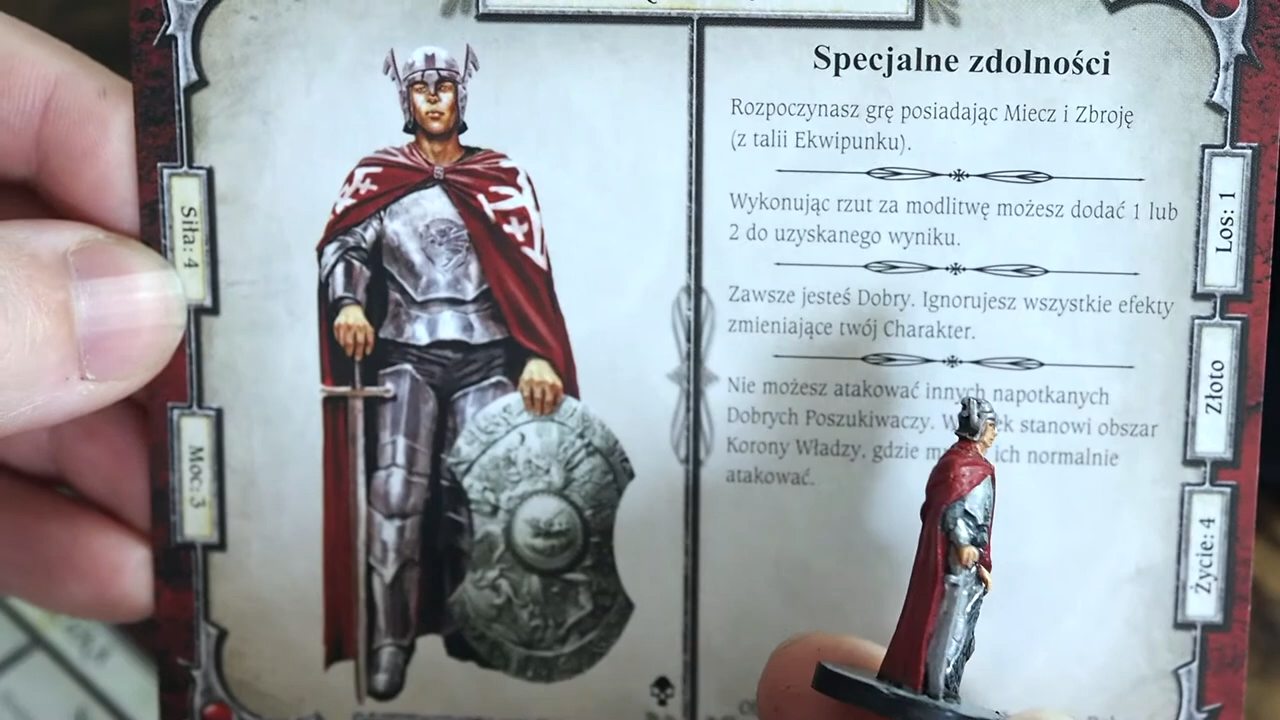 Specjalne zdolności
Rozpoczynasz grę posiadając Miecz i Zbroję
(z talii Ekwipunku).
Wykonując rzut za modlitwę możesz dodać 1 lub
2 do uzyskanego wyniku.
Zawsze jesteś Dobry. Ignorujesz wszystkie efekty
zmieniające twój Charakter.
Nie możesz atakować innych napotkanych
Dobrych Poszukiwaczy. stanowi obszar
Korony Władzy, gdzie ich normalnie
atakować.
Siła: 4
Moc: 3
Los: 1
Złoto
Życie: 4